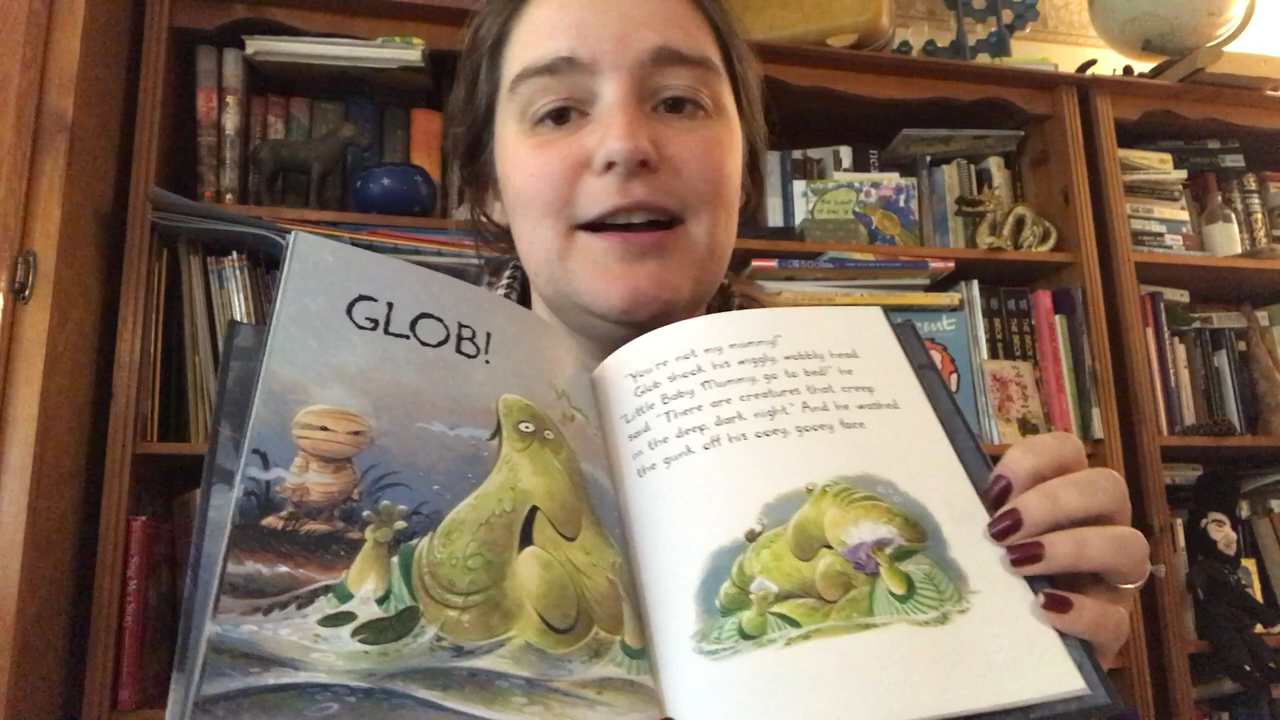 GLOB!
"You're not my mummy!"
Glob shook his wiggly, wobbly head.
"Little Baby Mummy, go to bed!" he
said. "There are creatures that creep
in the deep, dark night." And he washed
the gunk off his ooey, gooey face.